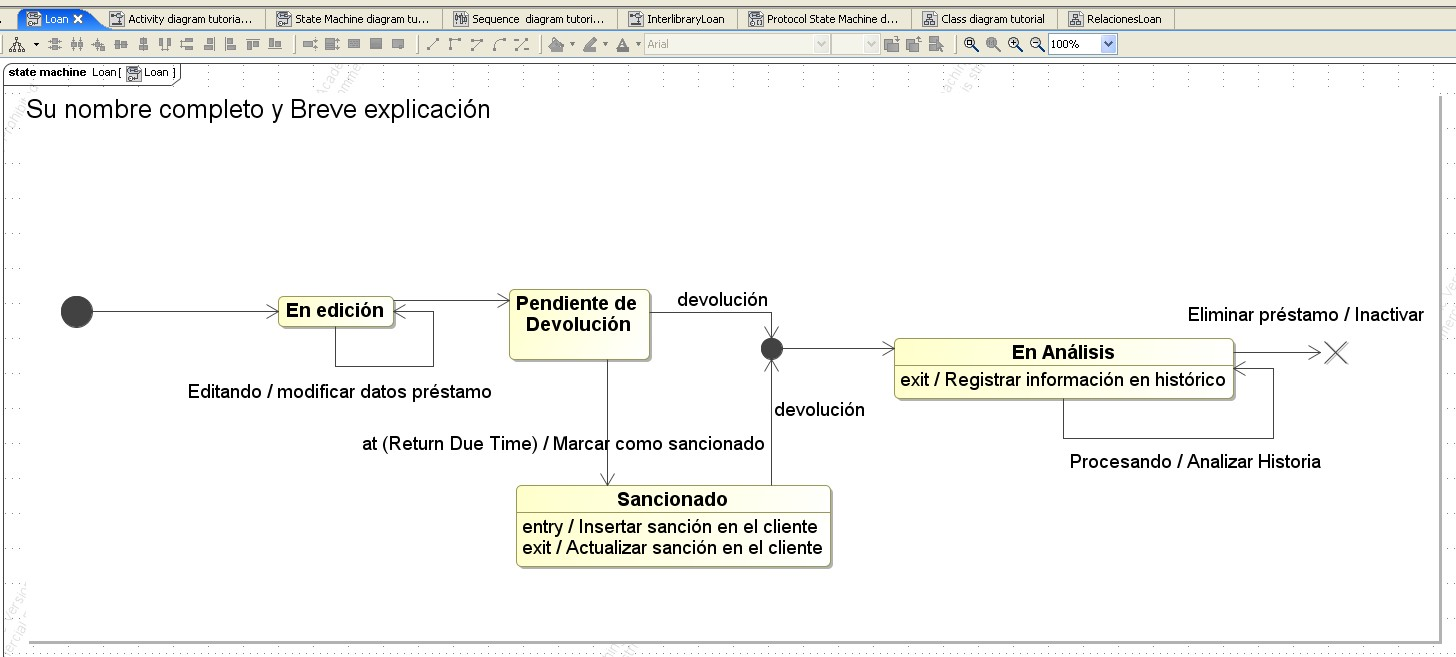 Loan
Activity diagram tutoria...
State Machine diagram tu...
Sequence diagram tutori...
InterlibraryLoan
Protocol State Machine d...
Class diagram tutorial
RelacionesLoan
Arial
100%
state machine Loan [ Loan ]
Su nombre completo y Breve explicación
En edición
Pendiente de
Devolución
devolución
Eliminar préstamo / Inactivar
En Análisis
exit / Registrar información en histórico
Editando / modificar datos préstamo
devolución
at (Return Due Time) / Marcar como sancionado
Procesando / Analizar Historia
Sancionado
entry / Insertar sanción en el cliente
exit / Actualizar sanción en el cliente